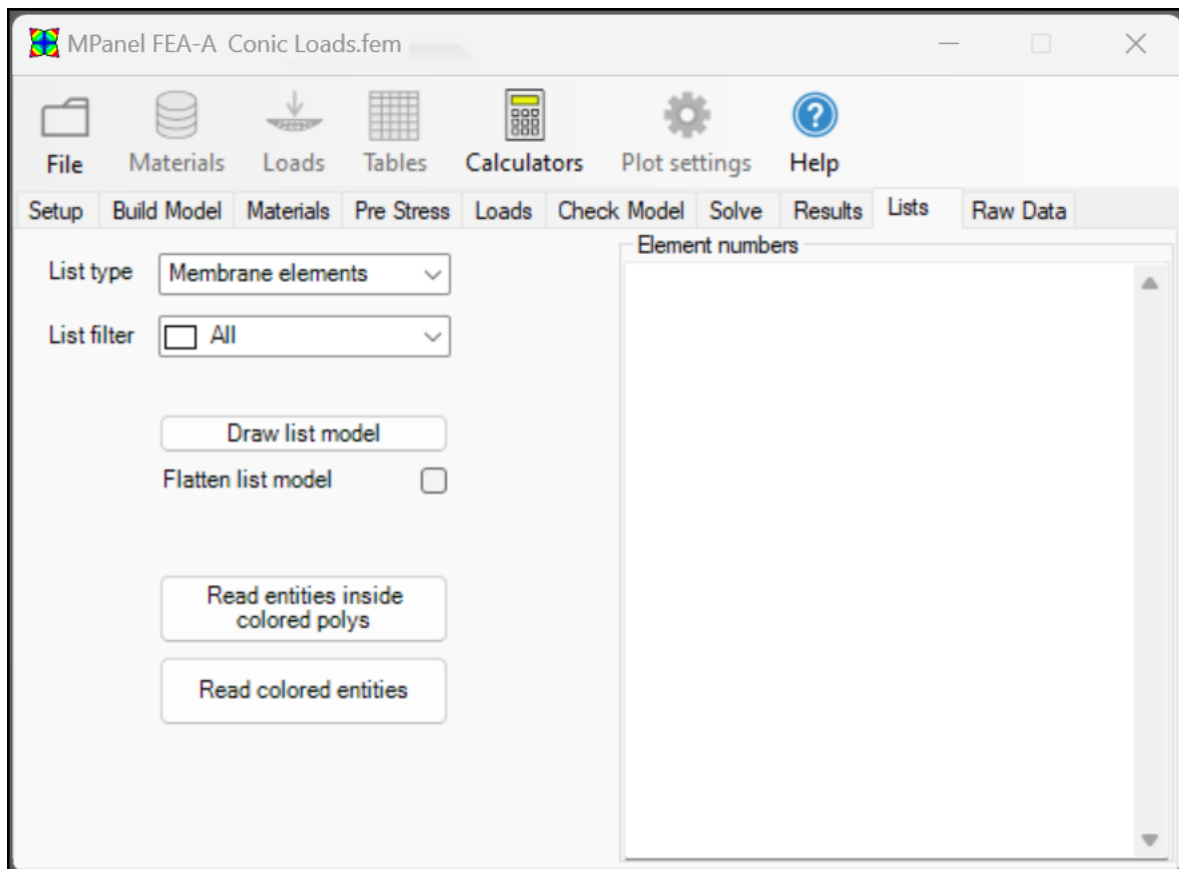 MPanel FEA-A Conic Loads.fem
File Materials Loads Tables Calculators Plot settings Help
Setup Build Model Materials Pre Stress Loads Check Model Solve Results Lists Raw Data
List type Membrane elements
Element numbers
List filter All
Draw list model
Flatten list model
Read entities inside
colored polys
Read colored entities